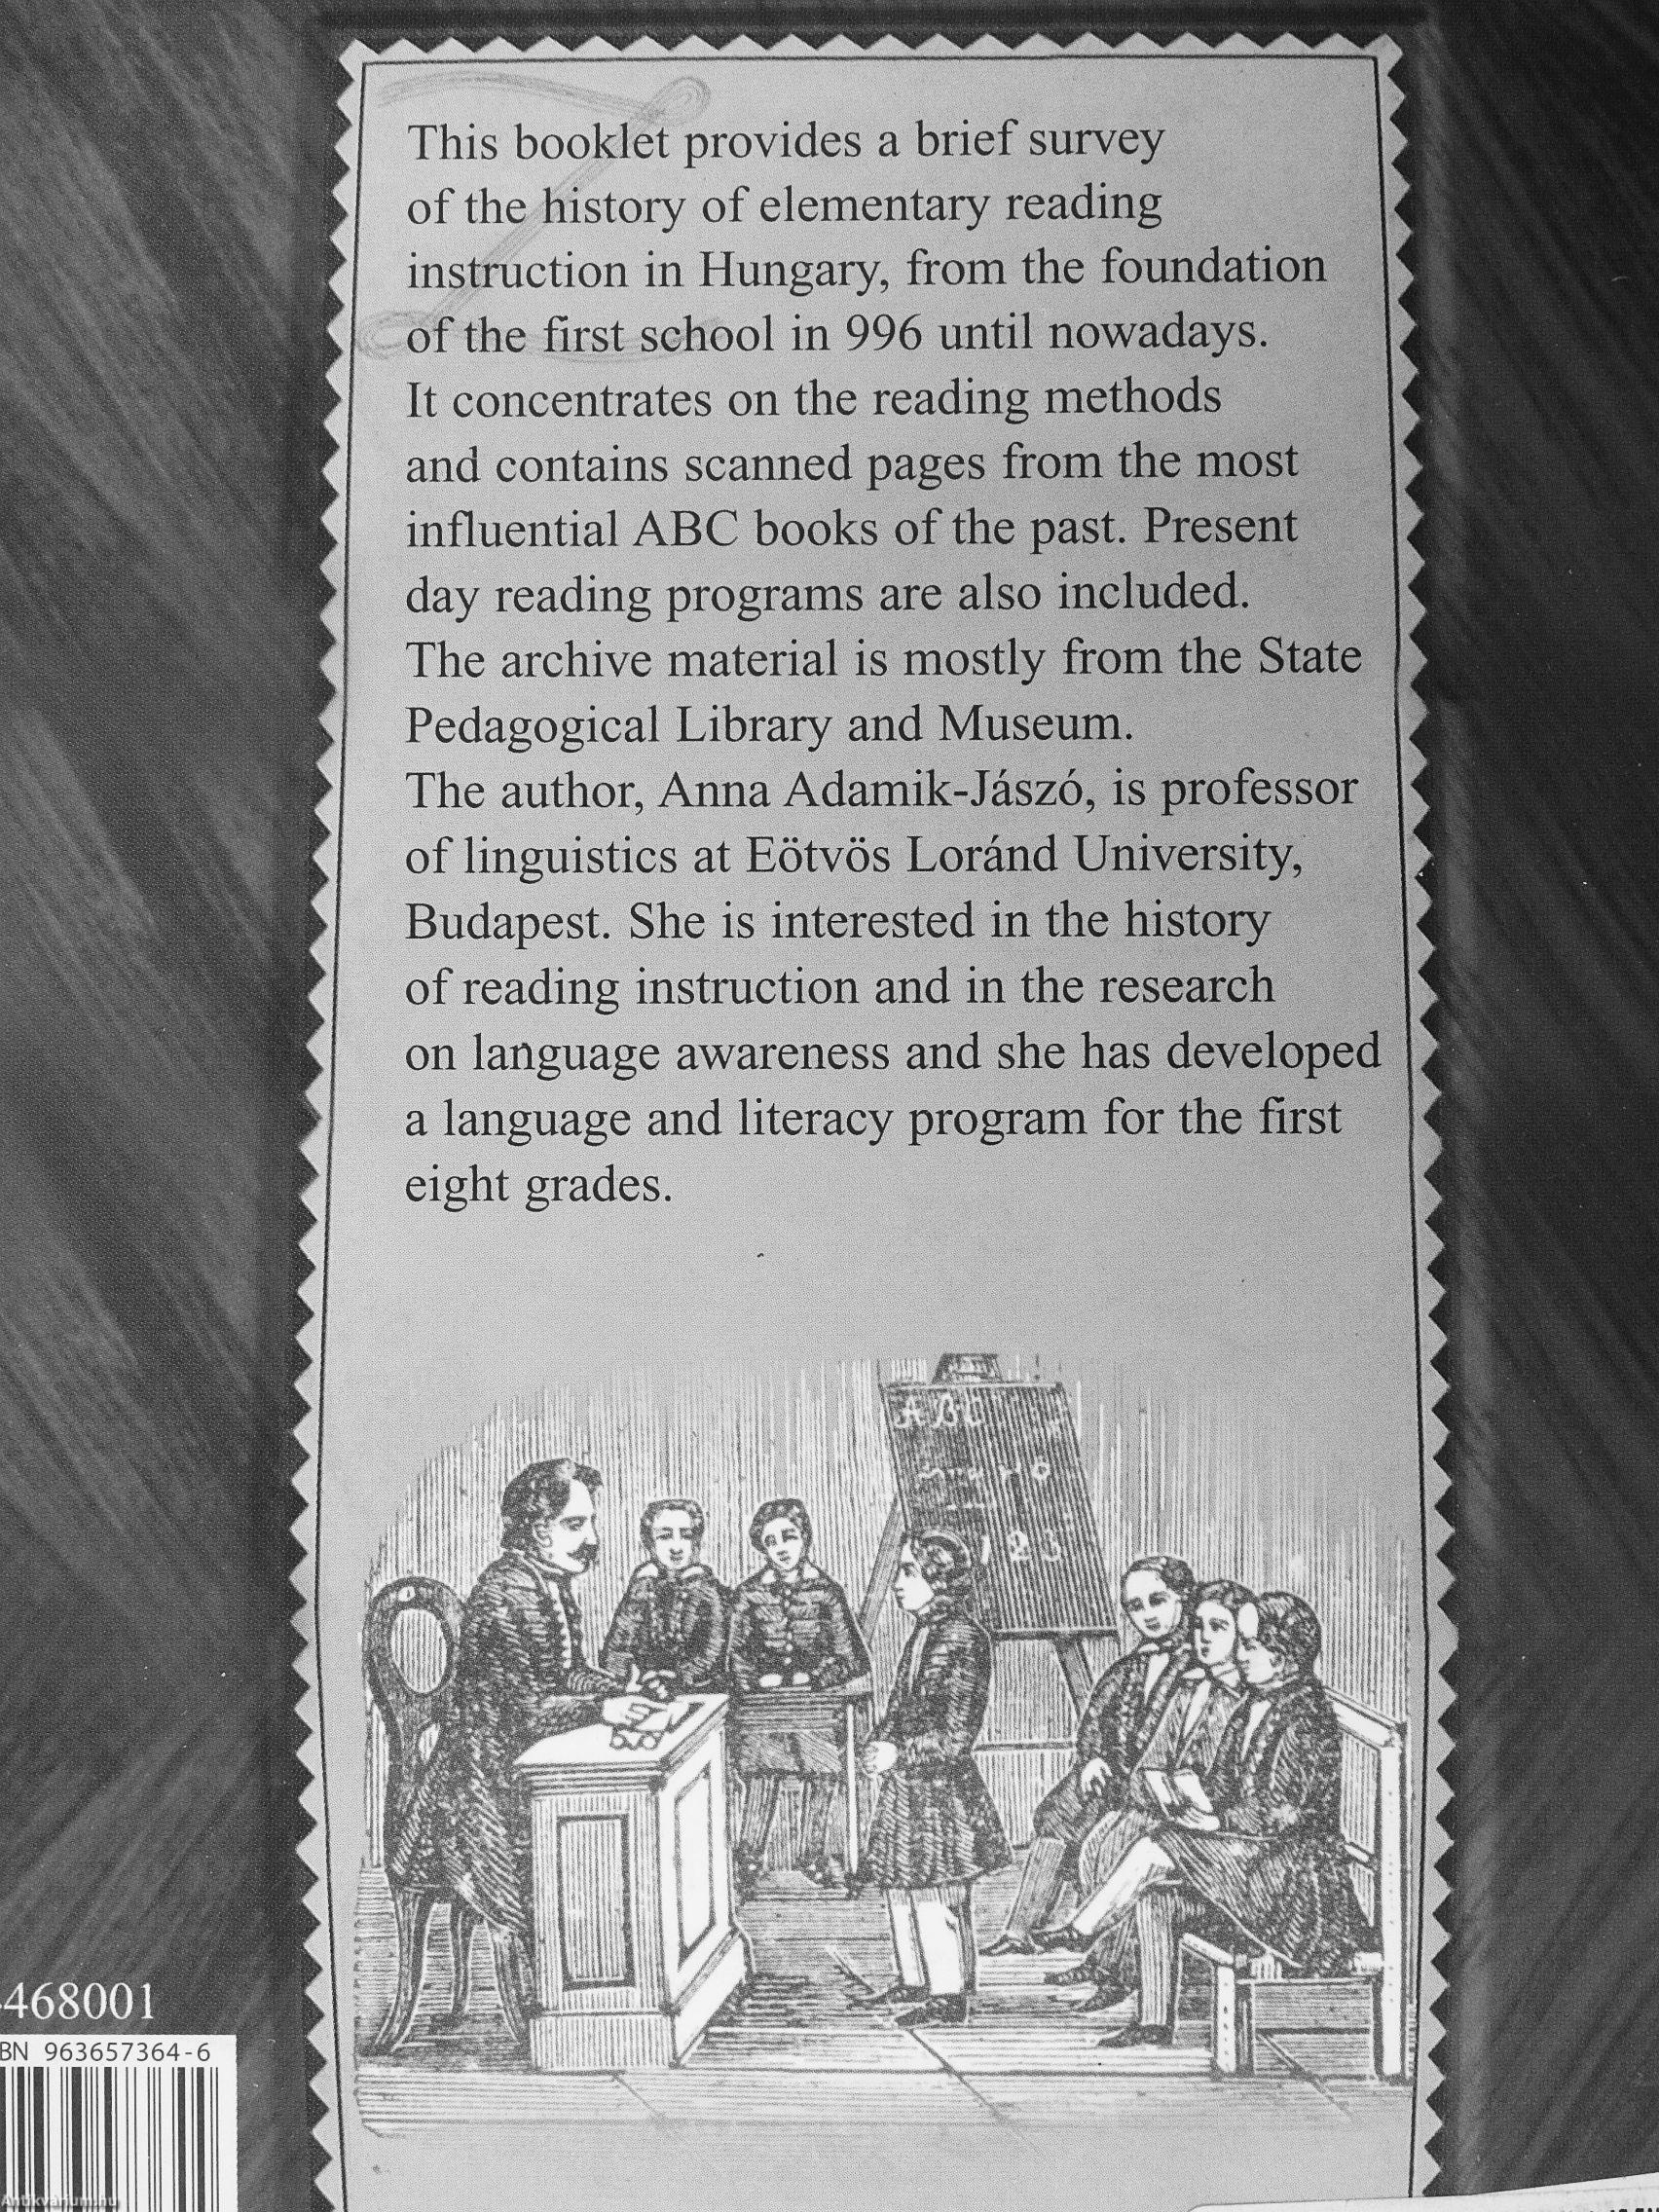 This booklet provides a brief survey
of the history of elementary reading
instruction in Hungary, from the foundation
of the first school in 996 until nowadays.
It concentrates on the reading methods
and contains scanned pages from the most
influential ABC books of the past. Present
day reading programs are also included.
The archive material is mostly from the State
Pedagogical Library and Museum.
The author, Anna Adamik-Jászó, is professor
of linguistics at Eötvös Loránd University,
Budapest. She is interested in the history
of reading instruction and in the research
on language awareness and she has developed
a language and literacy program for the first
eight grades.
ABC
23
-468001
BN 963657364-6
Antikvárium.hu